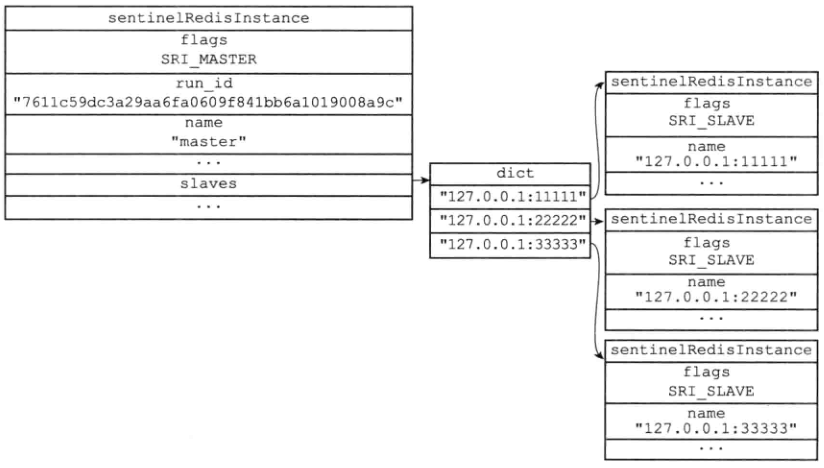 sentinelRedisInstance
flags
SRI_MASTER
run_id
"7611c59dc3a29aa6fa0609f841bb6a1019008a9c"
name
"master"
...
slaves
...
dict
"127.0.0.1:11111"
"127.0.0.1:22222"
"127.0.0.1:33333"
sentinelRedisInstance
flags
SRI_SLAVE
name
"127.0.0.1:11111"
...
sentinelRedisInstance
flags
SRI_SLAVE
name
"127.0.0.1:22222"
...
sentinelRedisInstance
flags
SRI_SLAVE
name
"127.0.0.1:33333"
...